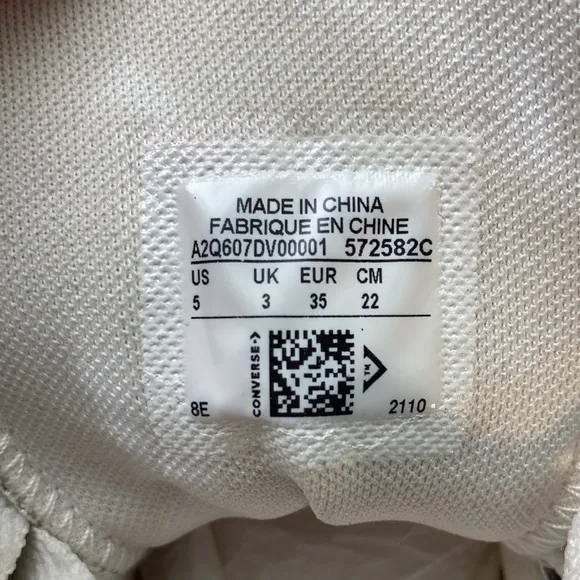 MADE IN CHINA
FABRIQUE EN CHINE
A2Q607DV00001 572582C
US UK EUR CM
5 3 35 22
CONVERSE
TM
8E 2110